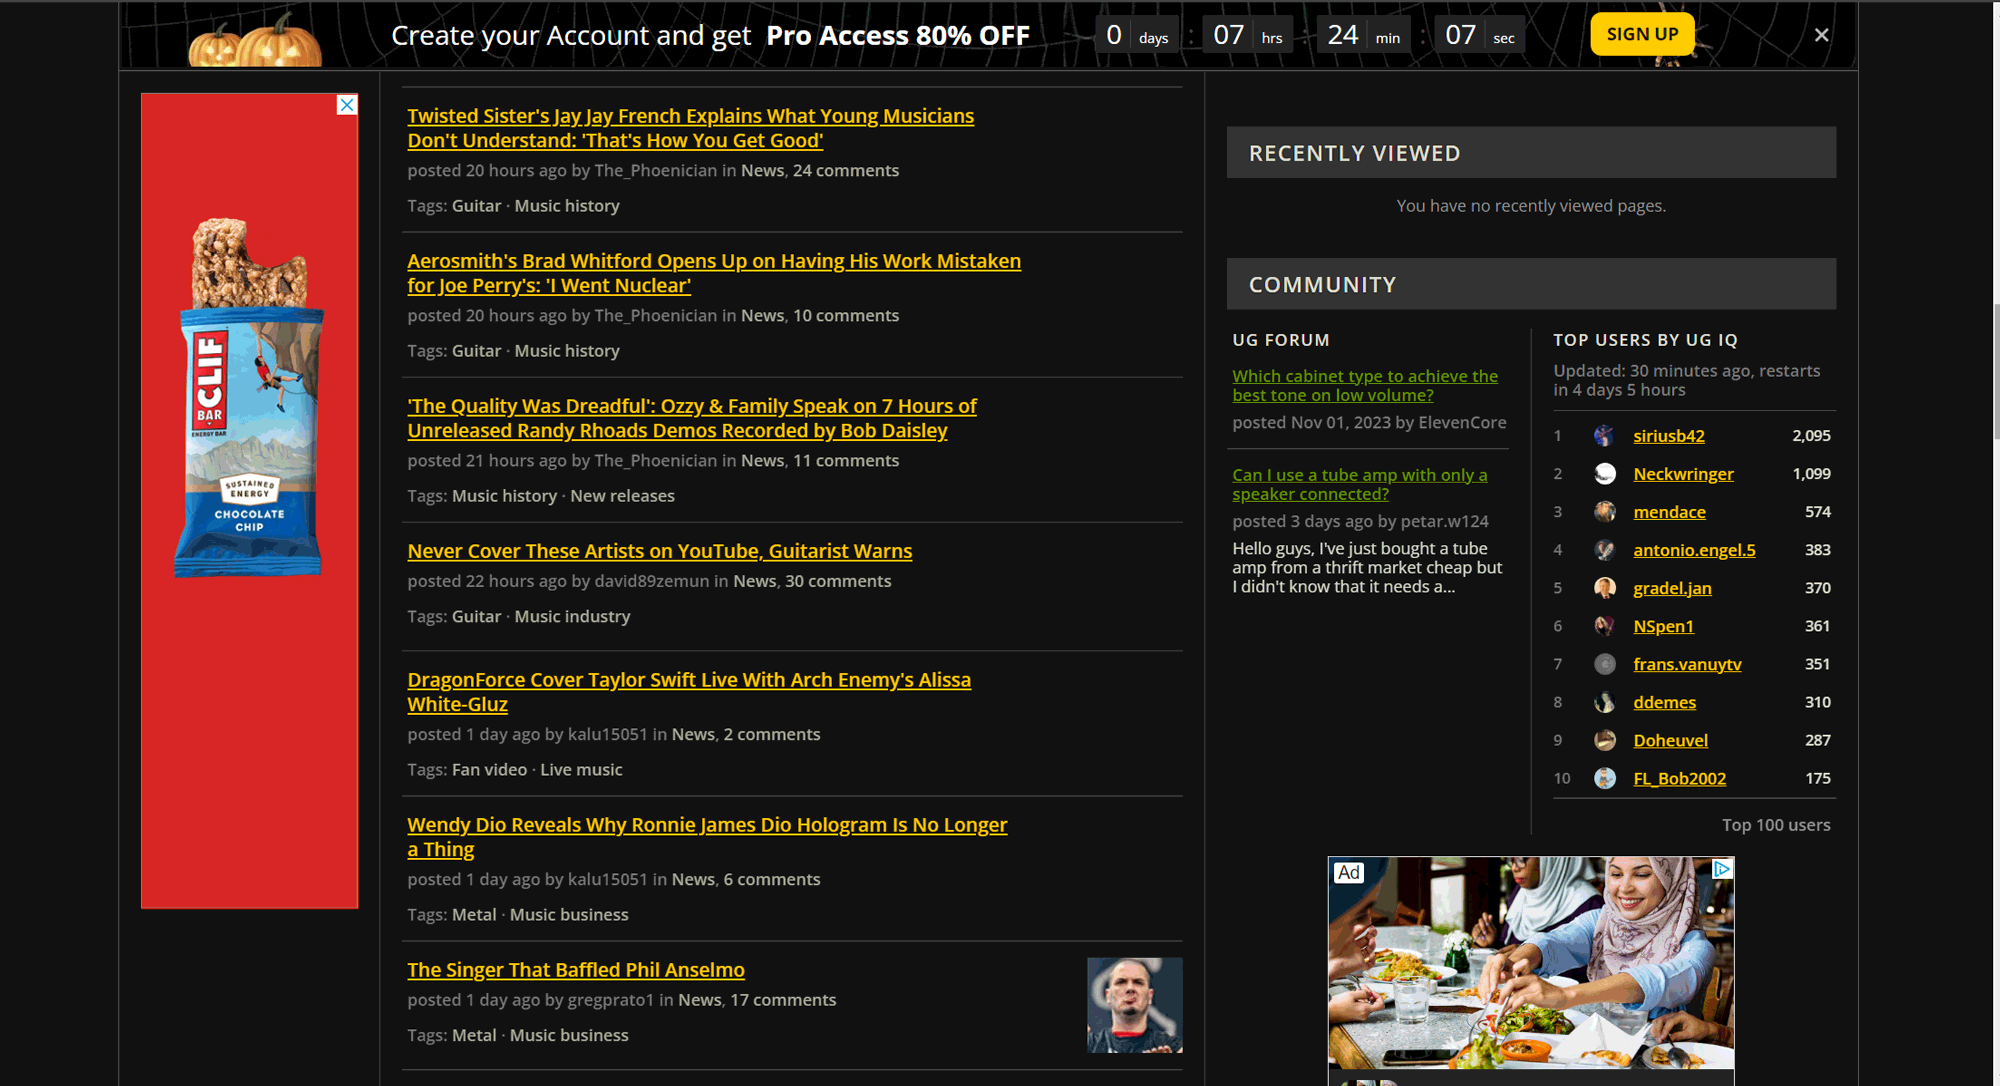 Create your Account and get Pro Access 80% OFF
0 days : 07 hrs : 24 min : 07 sec
SIGN UP
CLIF
BAR
ENERGY BAR
SUSTAINED
ENERGY
CHOCOLATE
CHIP
Twisted Sister's Jay Jay French Explains What Young Musicians
Don't Understand: 'That's How You Get Good'
posted 20 hours ago by The_Phoenician in News, 24 comments
Tags: Guitar · Music history
Aerosmith's Brad Whitford Opens Up on Having His Work Mistaken
for Joe Perry's: 'I Went Nuclear'
posted 20 hours ago by The_Phoenician in News, 10 comments
Tags: Guitar · Music history
'The Quality Was Dreadful': Ozzy & Family Speak on 7 Hours of
Unreleased Randy Rhoads Demos Recorded by Bob Daisley
posted 21 hours ago by The_Phoenician in News, 11 comments
Tags: Music history · New releases
Never Cover These Artists on YouTube, Guitarist Warns
posted 22 hours ago by david89zemun in News, 30 comments
Tags: Guitar · Music industry
DragonForce Cover Taylor Swift Live With Arch Enemy's Alissa
White-Gluz
posted 1 day ago by kalu15051 in News, 2 comments
Tags: Fan video · Live music
Wendy Dio Reveals Why Ronnie James Dio Hologram Is No Longer
a Thing
posted 1 day ago by kalu15051 in News, 6 comments
Tags: Metal · Music business
The Singer That Baffled Phil Anselmo
posted 1 day ago by gregprato1 in News, 17 comments
Tags: Metal · Music business
RECENTLY VIEWED
You have no recently viewed pages.
COMMUNITY
UG FORUM
Which cabinet type to achieve the
best tone on low volume?
posted Nov 01, 2023 by ElevenCore
Can I use a tube amp with only a
speaker connected?
posted 3 days ago by petar.w124
Hello guys, I've just bought a tube
amp from a thrift market cheap but
I didn't know that it needs a...
TOP USERS BY UG IQ
Updated: 30 minutes ago, restarts
in 4 days 5 hours
1 siriusb42 2,095
2 Neckwringer 1,099
3 mendace 574
4 antonio.engel.5 383
5 gradel.jan 370
6 NSpen1 361
7 frans.vanuytv 351
8 ddemes 310
9 Doheuvel 287
10 FL_Bob2002 175
Top 100 users
Ad